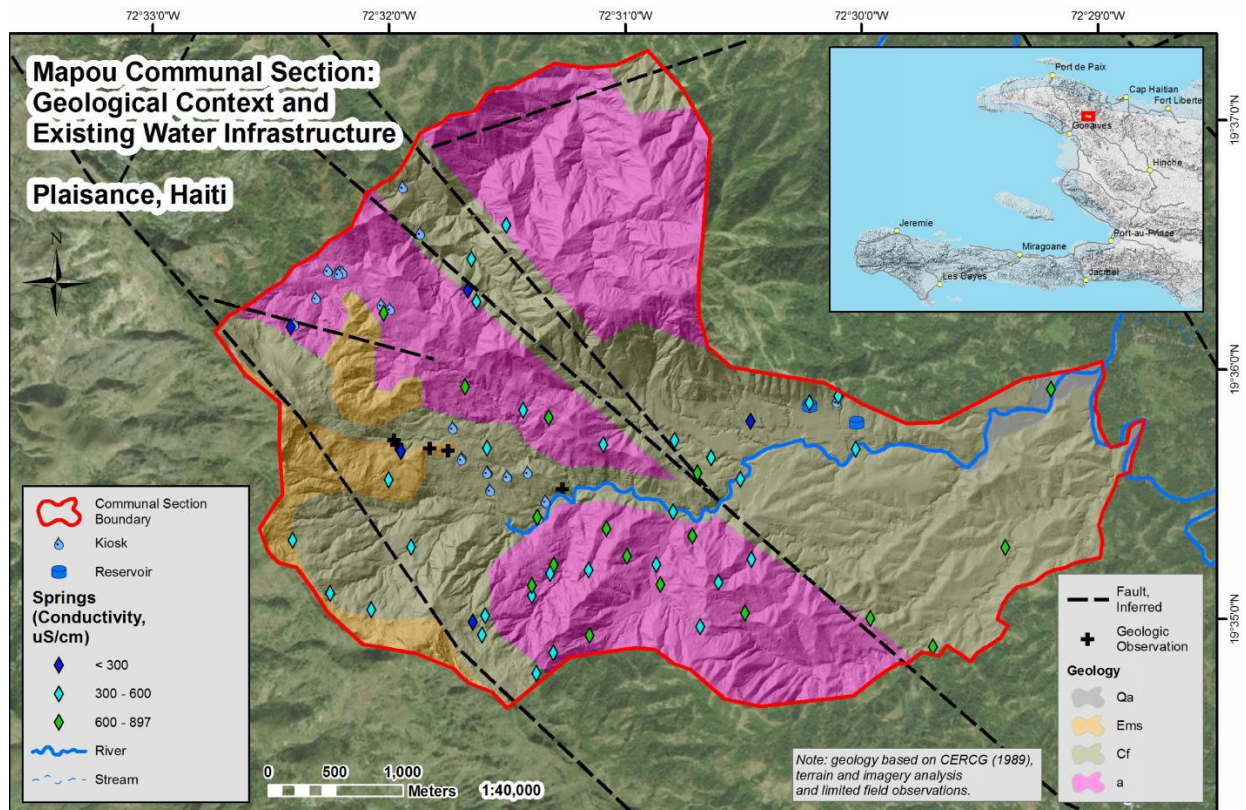 72°33'0"W
72°32'0"W
72°31'0"W
72°30'0"W
72°29'0"W
Mapou Communal Section:
Geological Context and
Existing Water Infrastructure
Plaisance, Haiti
N
Port de Paix
Cap Haitian
Fort Liberte
Gonaives
Hinche
Jeremie
Miragoane
Port-au-Prince
Les Cayes
Jacmel
19°37'0"N
19°36'0"N
19°35'0"N
Communal Section
Boundary
Kiosk
Reservoir
Springs
(Conductivity,
uS/cm)
< 300
300 - 600
600 - 897
River
Stream
0 500 1,000
Meters 1:40,000
Note: geology based on CERCG (1989),
terrain and imagery analysis
and limited field observations.
Fault,
Inferred
Geologic
Observation
Geology
Qa
Ems
Cf
a